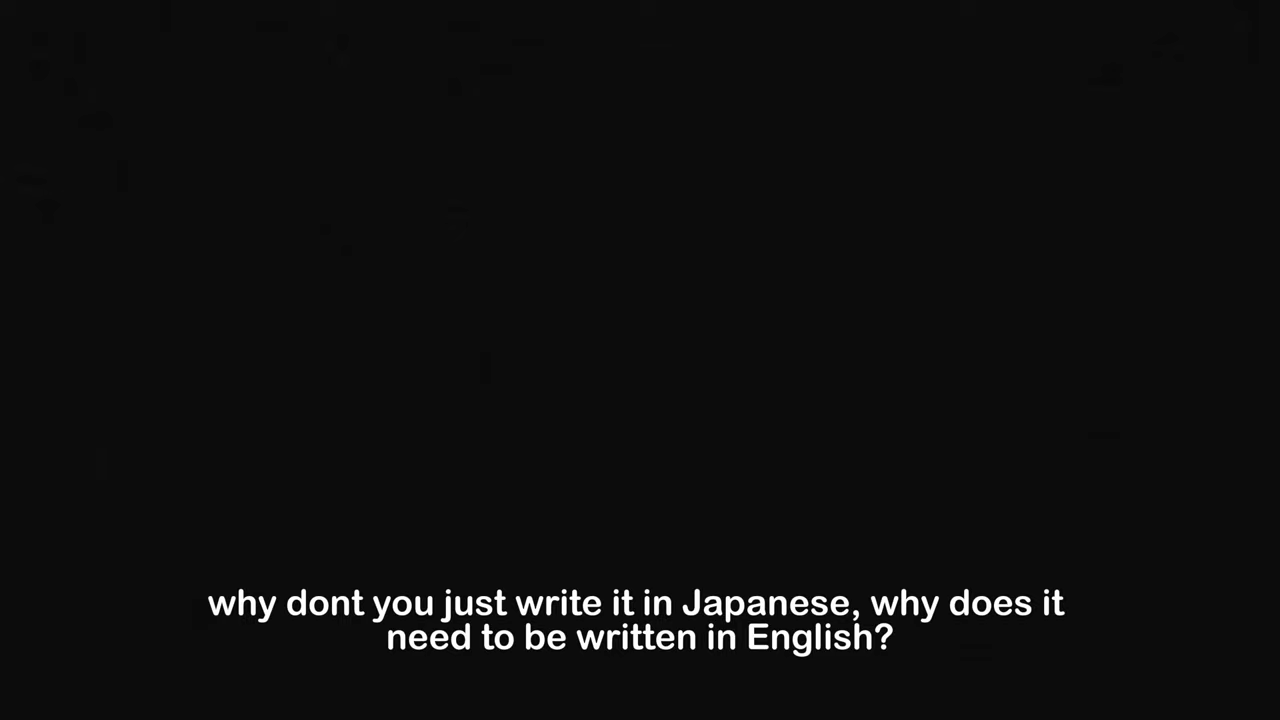 why dont you just write it in Japanese, why does it
need to be written in English?